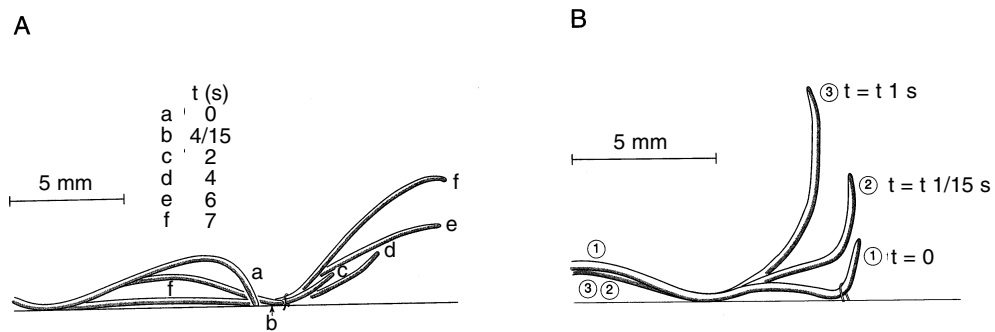 A
t (s)
a 0
b 4/15
c 2
d 4
e 6
f 7
5 mm
f
e
d
c
a
f
b
B
③ t = t 1 s
5 mm
② t = t 1/15 s
①
① t = 0
③ ②